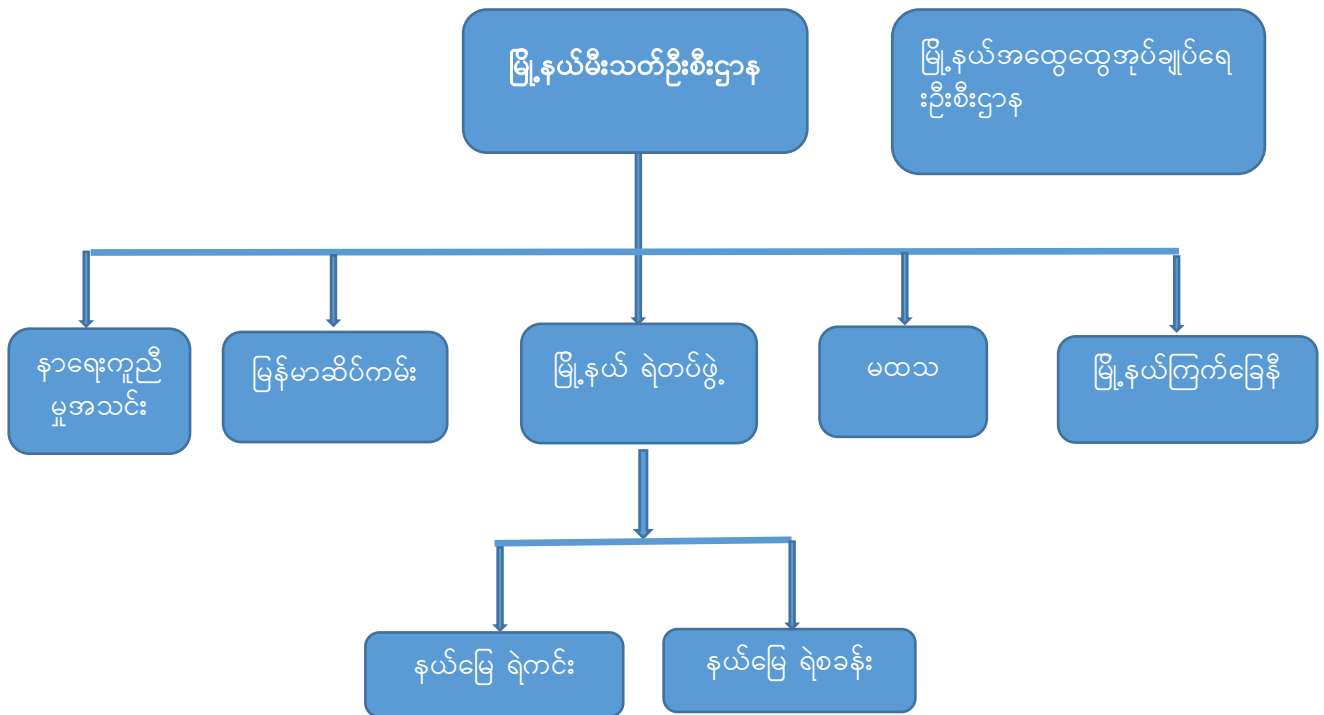 မြို့နယ်မီးသတ်ဦးစီးဌာန
မြို့နယ်အထွေထွေအုပ်ချုပ်ရေ
းဦးစီးဌာန
နာရေးကူညီ
မှုအသင်း
မြန်မာဆိပ်ကမ်း
မြို့နယ် ရဲတပ်ဖွဲ့
မထသ
မြို့နယ်ကြက်ခြေနီ
နယ်မြေ ရဲကင်း
နယ်မြေ ရဲစခန်း